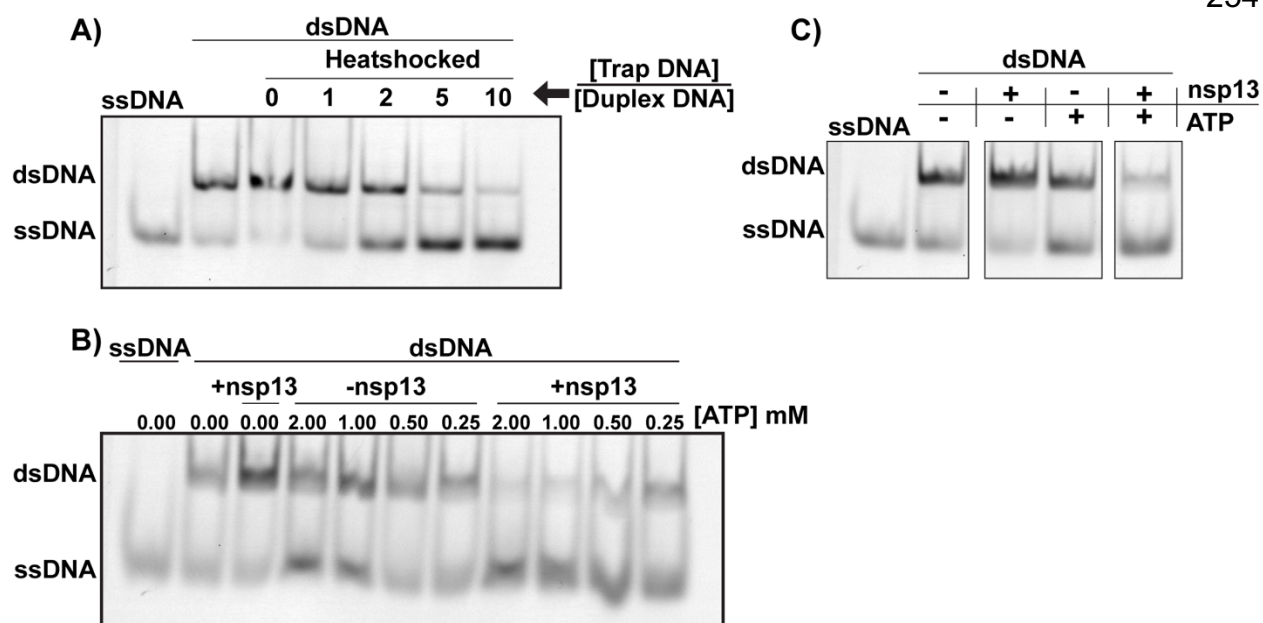 234
A)
dsDNA
Heatshocked
ssDNA 0 1 2 5 10
[Trap DNA]
[Duplex DNA]
dsDNA
ssDNA
C)
dsDNA
- + - + nsp13
ssDNA - - + + ATP
dsDNA
ssDNA
B) ssDNA dsDNA
+nsp13 -nsp13 +nsp13
0.00 0.00 0.00 2.00 1.00 0.50 0.25 2.00 1.00 0.50 0.25 [ATP] mM
dsDNA
ssDNA